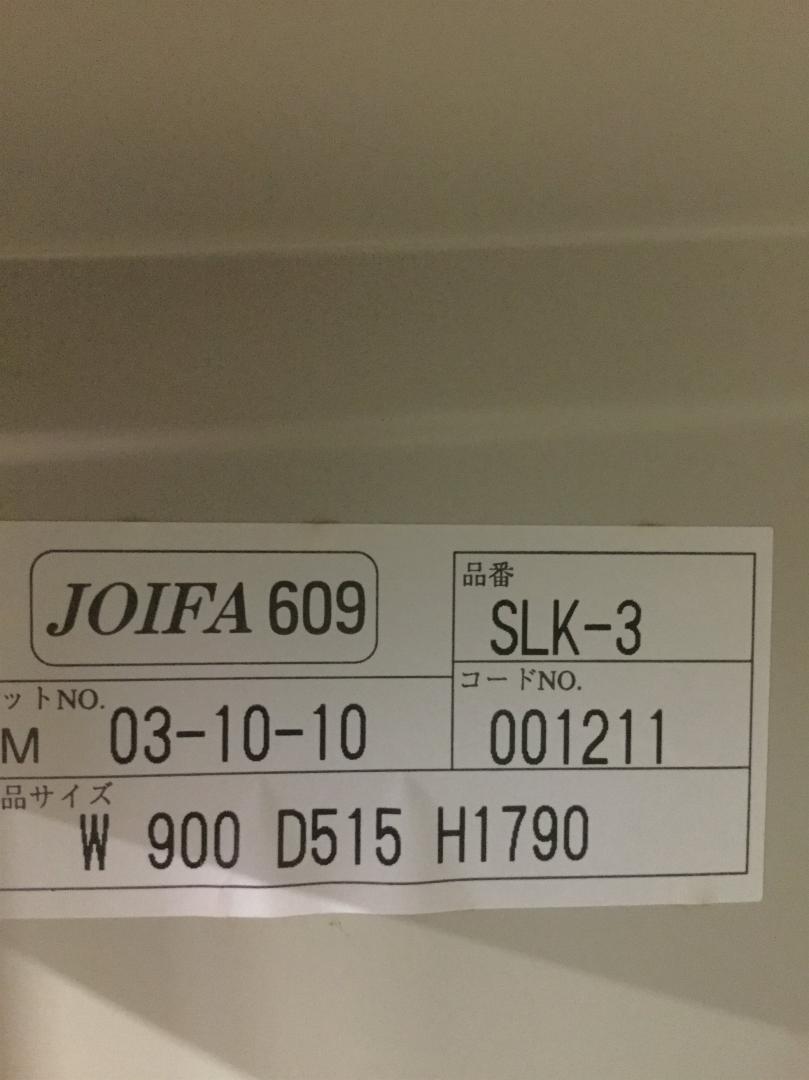 JOIFA 609
品番
SLK-3
ットNO.
M 03-10-10
コードNO.
001211
品サイズ
W 900 D515 H1790